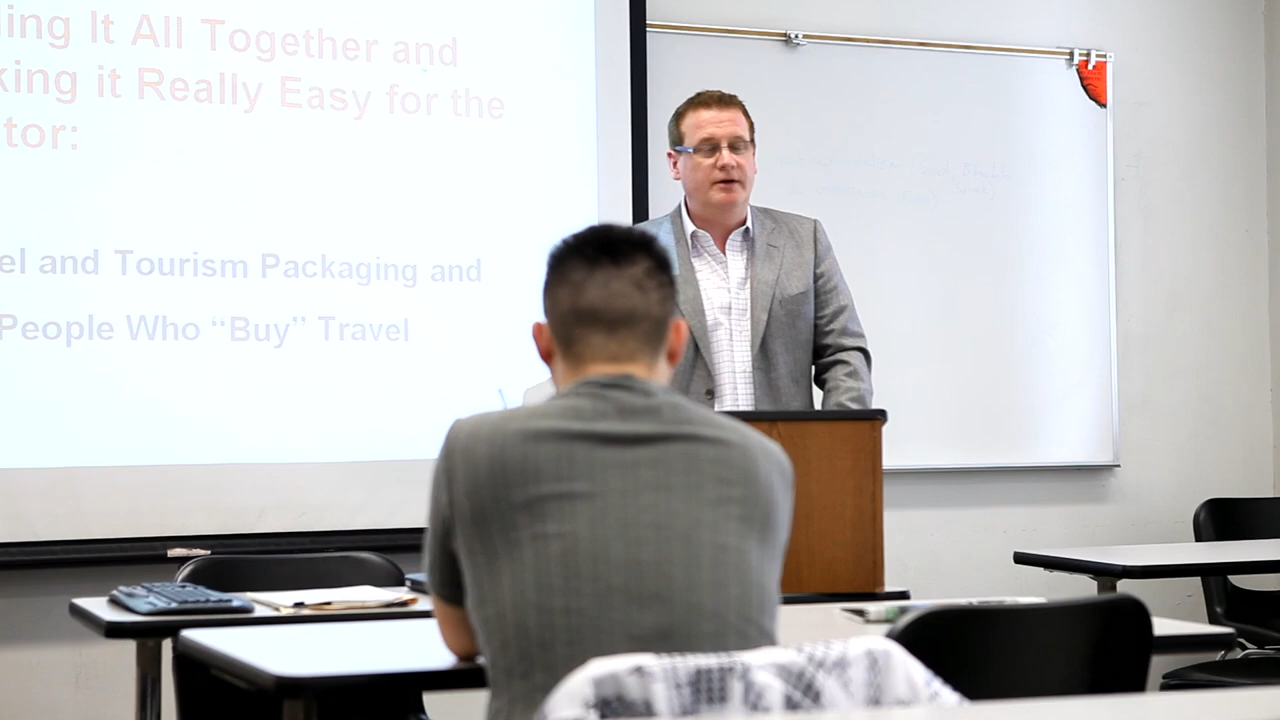 ing It All Together and
king it Really Easy for the
tor:
el and Tourism Packaging and
People Who “Buy” Travel